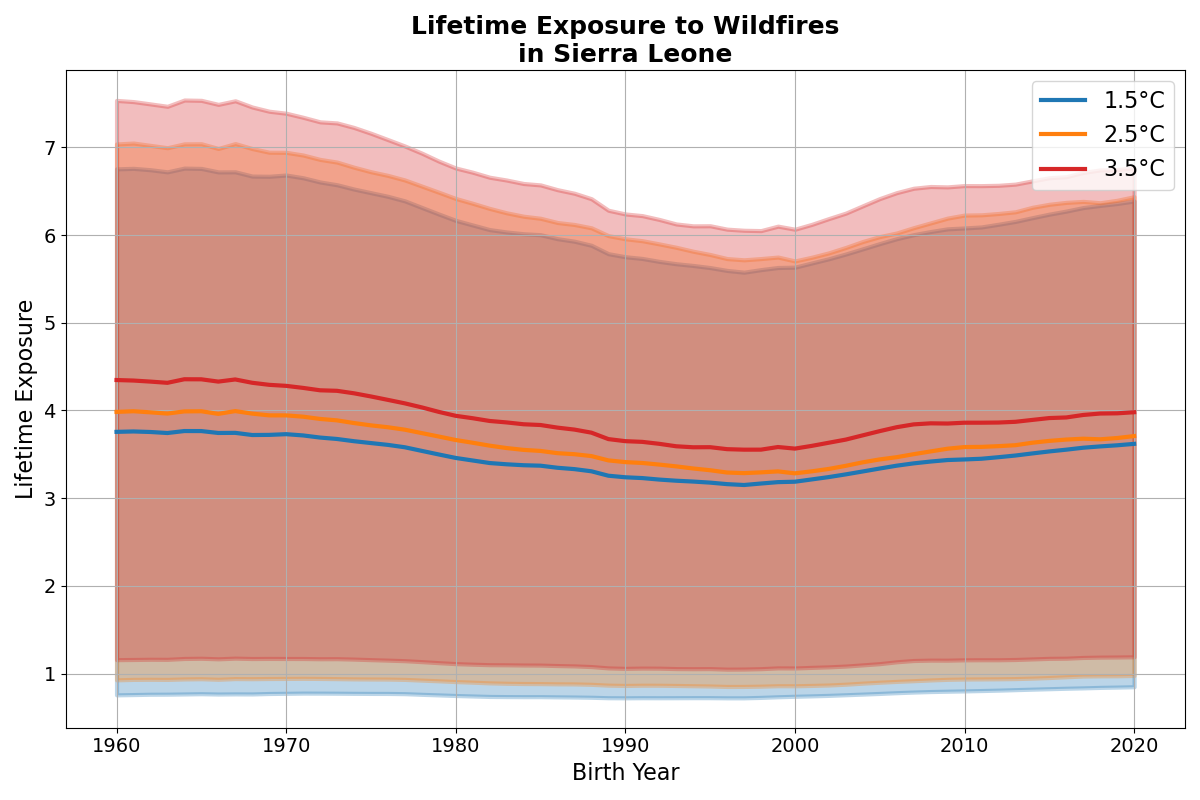 Lifetime Exposure to Wildfires
in Sierra Leone
1.5°C
2.5°C
3.5°C
Lifetime Exposure
7
6
5
4
3
2
1
1960 1970 1980 1990 2000 2010 2020
Birth Year